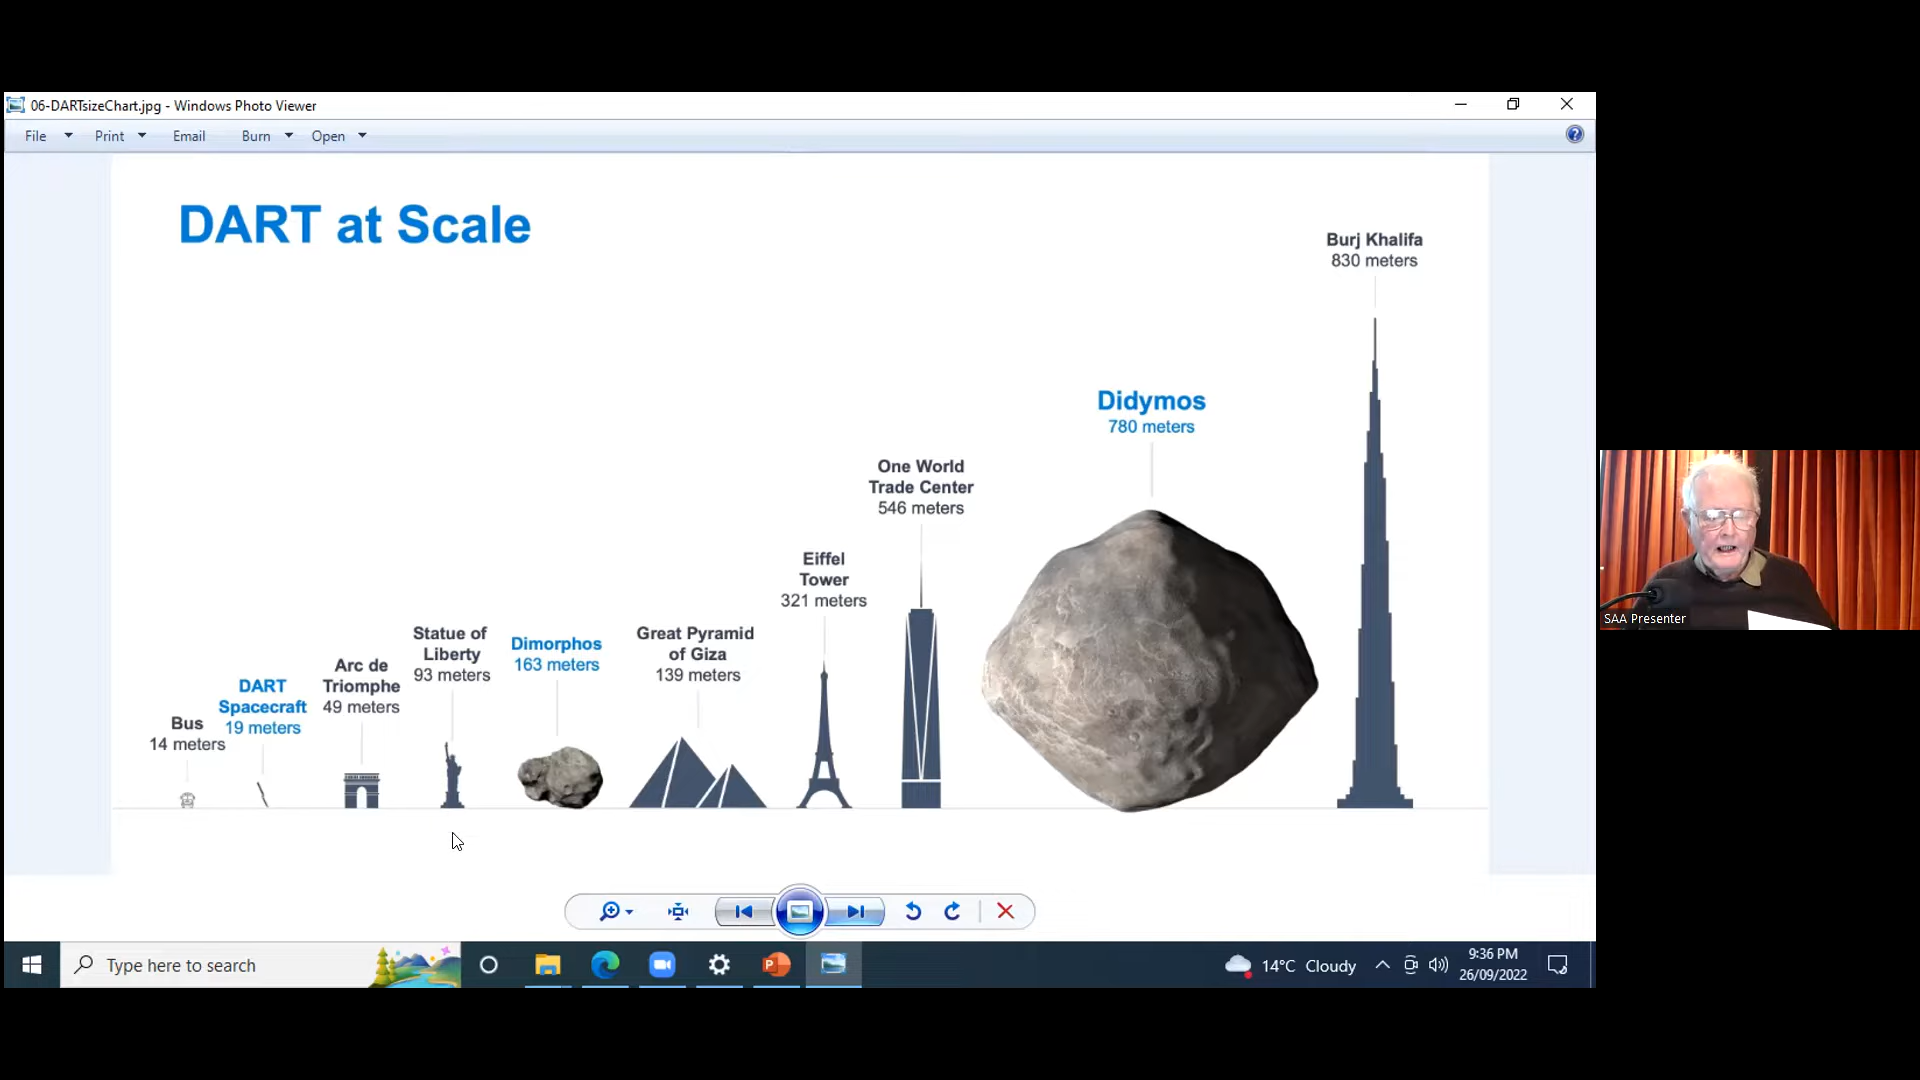 06-DARTsizeChart.jpg - Windows Photo Viewer
File Print Email Burn Open
DART at Scale
Bus
14 meters
DART
Spacecraft
19 meters
Arc de
Triomphe
49 meters
Statue of
Liberty
93 meters
Dimorphos
163 meters
Great Pyramid
of Giza
139 meters
Eiffel
Tower
321 meters
One World
Trade Center
546 meters
Didymos
780 meters
Burj Khalifa
830 meters
SAA Presenter
Type here to search
14°C Cloudy
9:36 PM
26/09/2022